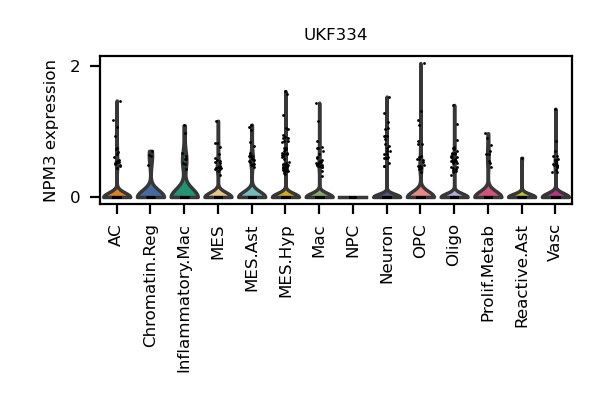 UKF334
NPM3 expression
2
0
AC
Chromatin.Reg
Inflammatory.Mac
MES
MES.Ast
MES.Hyp
Mac
NPC
Neuron
OPC
Oligo
Prolif.Metab
Reactive.Ast
Vasc